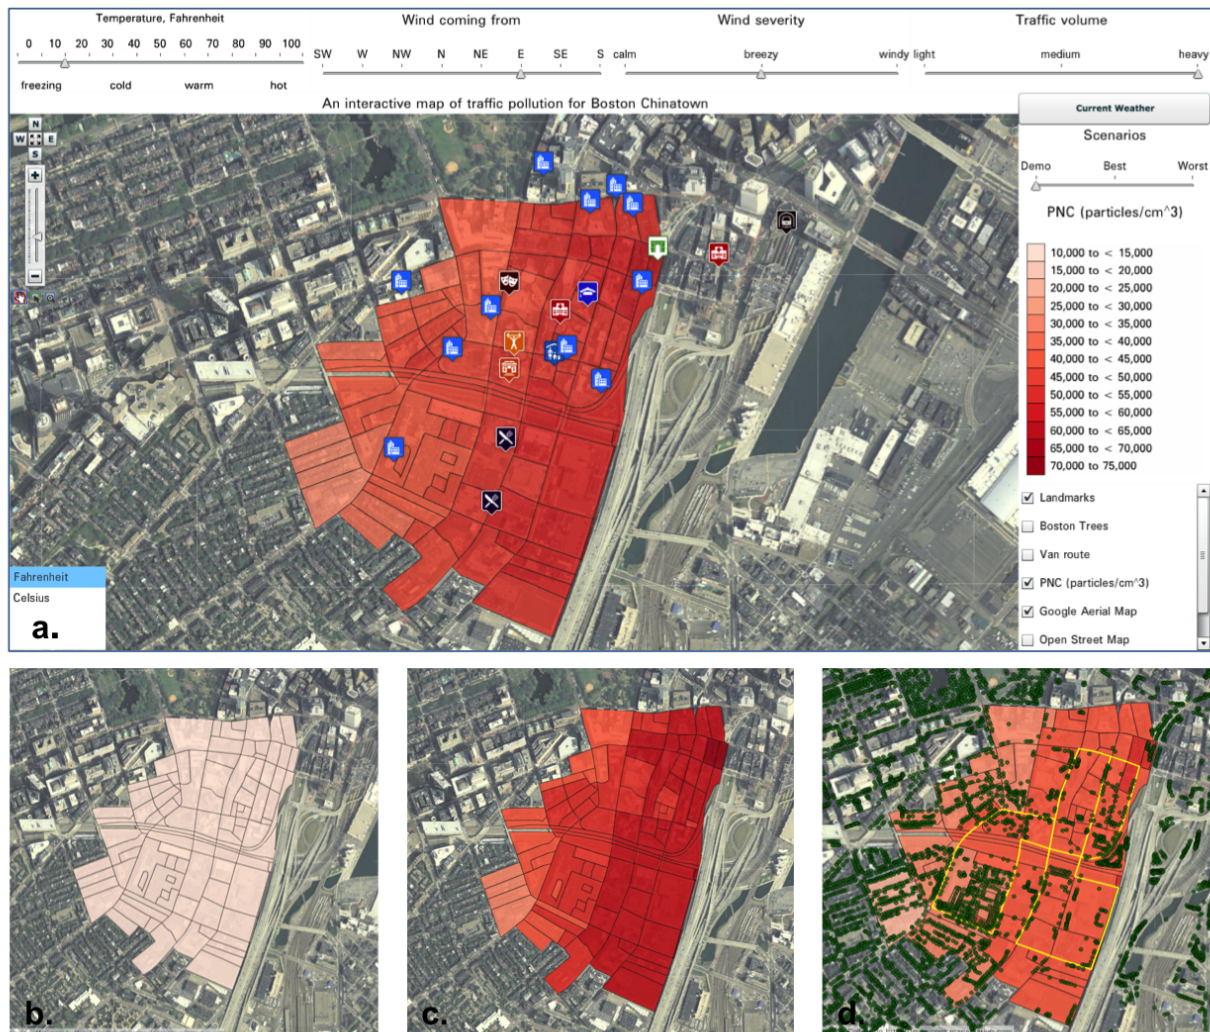 Temperature, Fahrenheit
0 10 20 30 40 50 60 70 80 90 100
freezing cold warm hot
Wind coming from
SW W NW N NE E SE S
Wind severity
calm breezy windy
Traffic volume
light medium heavy
An interactive map of traffic pollution for Boston Chinatown
N
W E
S
Current Weather
Scenarios
Demo Best Worst
PNC (particles/cm^3)
10,000 to < 15,000
15,000 to < 20,000
20,000 to < 25,000
25,000 to < 30,000
30,000 to < 35,000
35,000 to < 40,000
40,000 to < 45,000
45,000 to < 50,000
50,000 to < 55,000
55,000 to < 60,000
60,000 to < 65,000
65,000 to < 70,000
70,000 to 75,000
Landmarks
Boston Trees
Van route
PNC (particles/cm^3)
Google Aerial Map
Open Street Map
Fahrenheit
Celsius
a.
b.
c.
d.